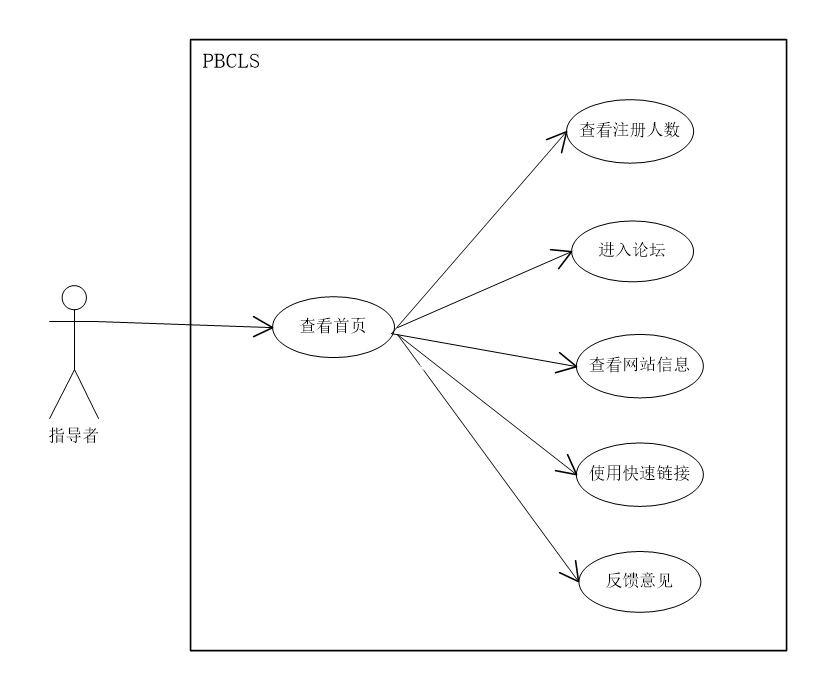 PBCLS
查看注册人数
进入论坛
查看首页
查看网站信息
指导者
使用快速链接
反馈意见